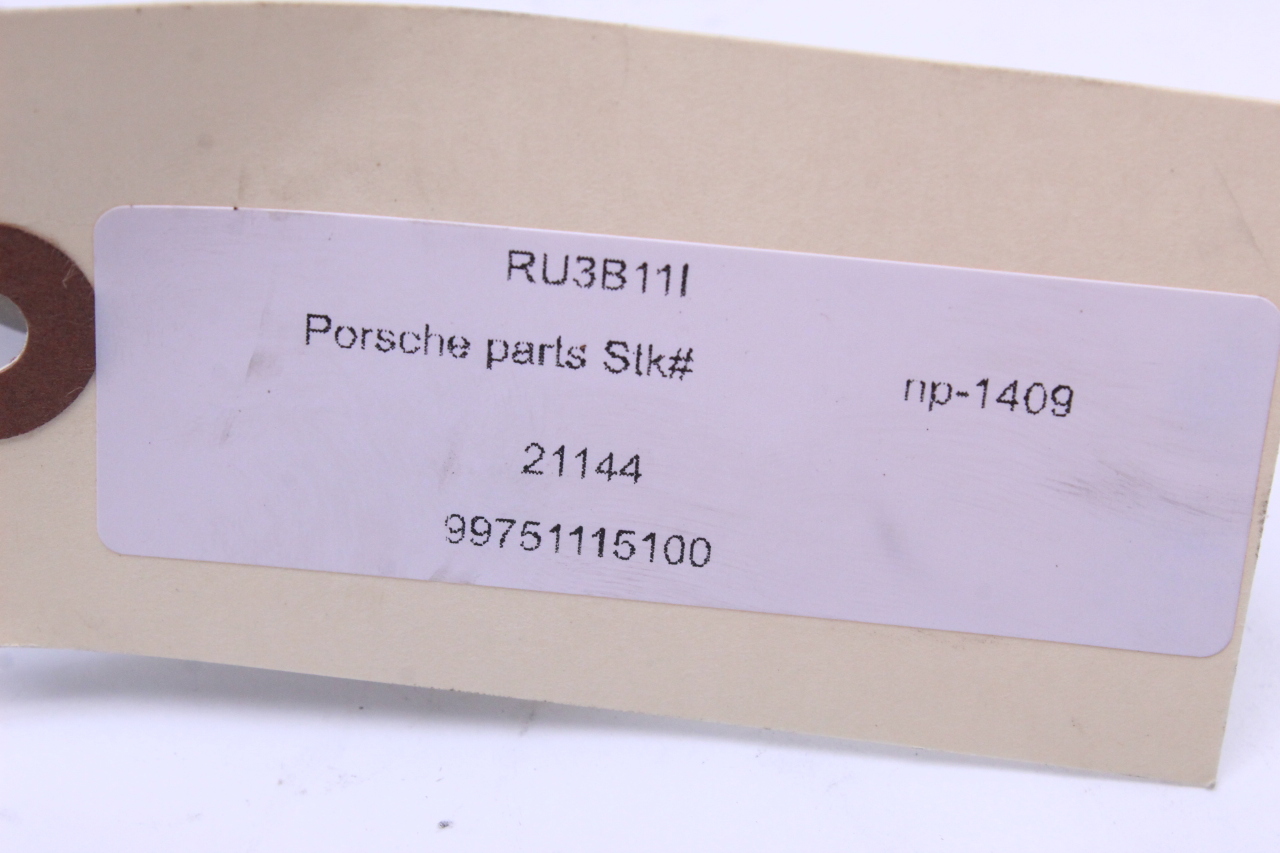 RU3B11I
Porsche parts Stk#
np-1409
21144
99751115100